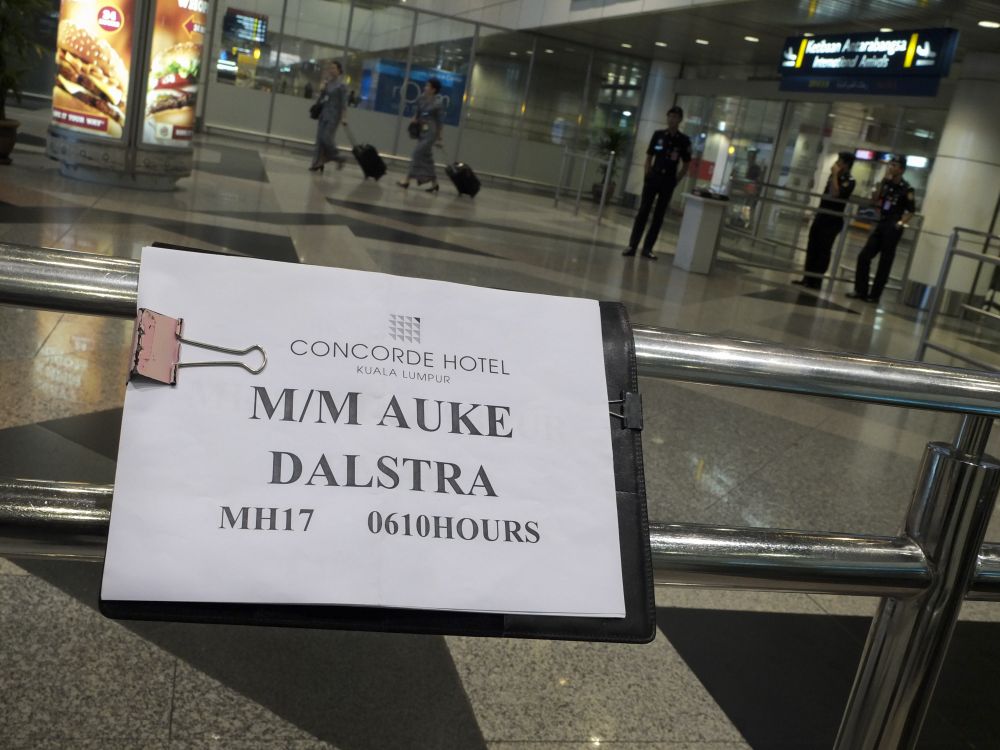 Ketibaan Antarabangsa
International Arrivals
CONCORDE HOTEL
KUALA LUMPUR
M/M AUKE
DALSTRA
MH17 0610HOURS